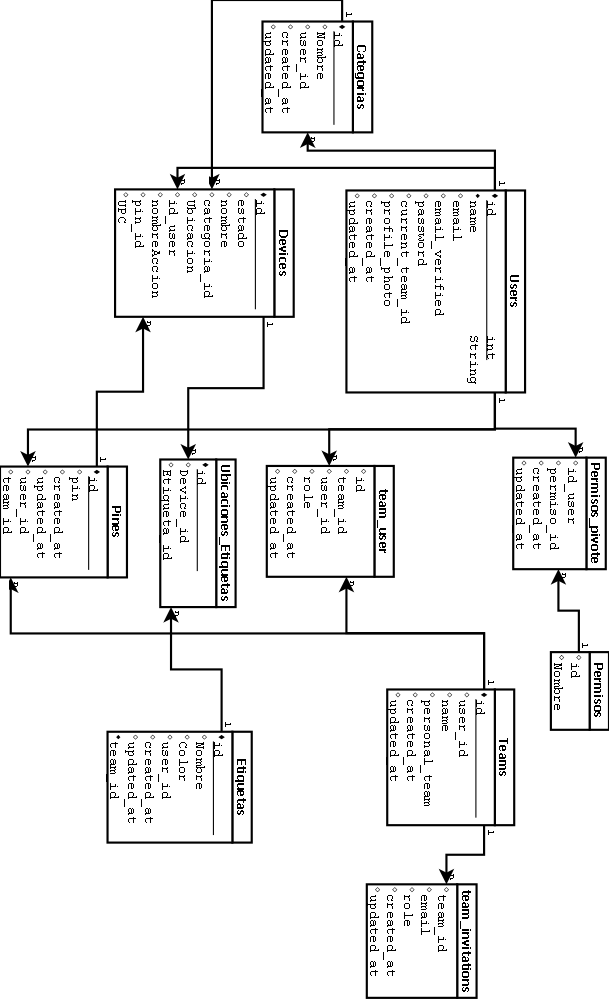 Categorias
id
Nombre
user_id
created_at
updated_at
1
n
Users
id int
name String
email
email_verified
password
current_team_id
profile_photo
created_at
updated_at
1
1
Devices
id
estado
nombre
categoria_id
Ubicacion
id_user
nombreAccion
pin_id
UPC
n
n
1
n
Permisos_pivote
id_user
permiso_id
created_at
updated_at
n
n
Permisos
id
Nombre
1
team_user
id
team_id
user_id
role
created_at
updated_at
n
n
Ubicaciones_Etiquetas
id
Device_id
Etiqueta_id
n
n
Pines
id
pin
created_at
updated_at
user_id
team_id
1
n
n
Teams
id
user_id
name
personal_team
created_at
updated_at
1
1
Etiquetas
id
Nombre
Color
user_id
created_at
updated_at
team_id
1
team_invitations
team_id
email
role
created_at
updated_at
n